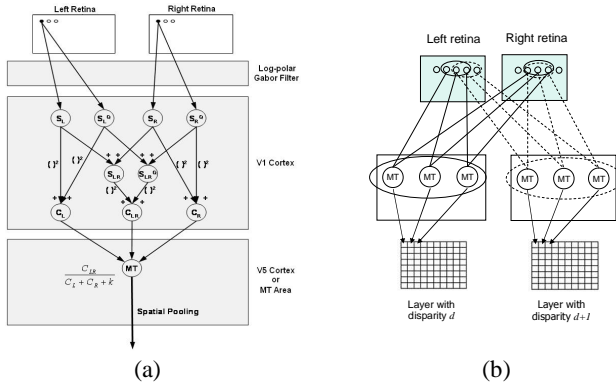 Left Retina
Right Retina
Log-polar
Gabor Filter
S_L
S_L^Q
S_R
S_R^Q
{ }²
{ }²
{ }²
{ }²
+ +
+ +
S_LR
S_LR^Q
{ }²
{ }²
V1 Cortex
+ +
+ +
+ +
C_L
C_LR
C_R
C_LR
C_L + C_R + k
MT
V5 Cortex
or
MT Area
Spatial Pooling
(a)
Left retina
Right retina
MT MT MT
MT MT MT
Layer with
disparity d
Layer with
disparity d+1
(b)